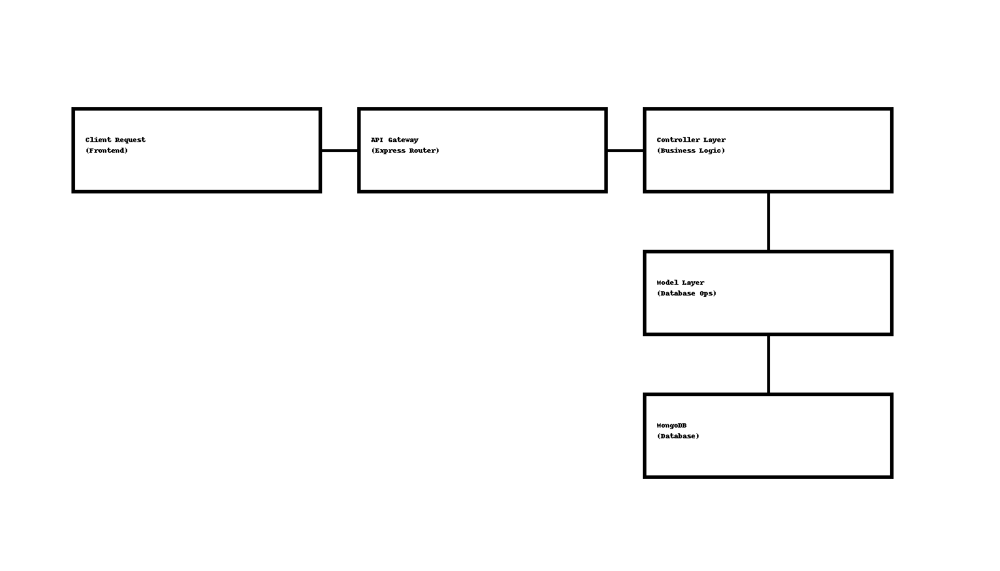 Client Request
(Frontend)
API Gateway
(Express Router)
Controller Layer
(Business Logic)
Model Layer
(Database Ops)
MongoDB
(Database)